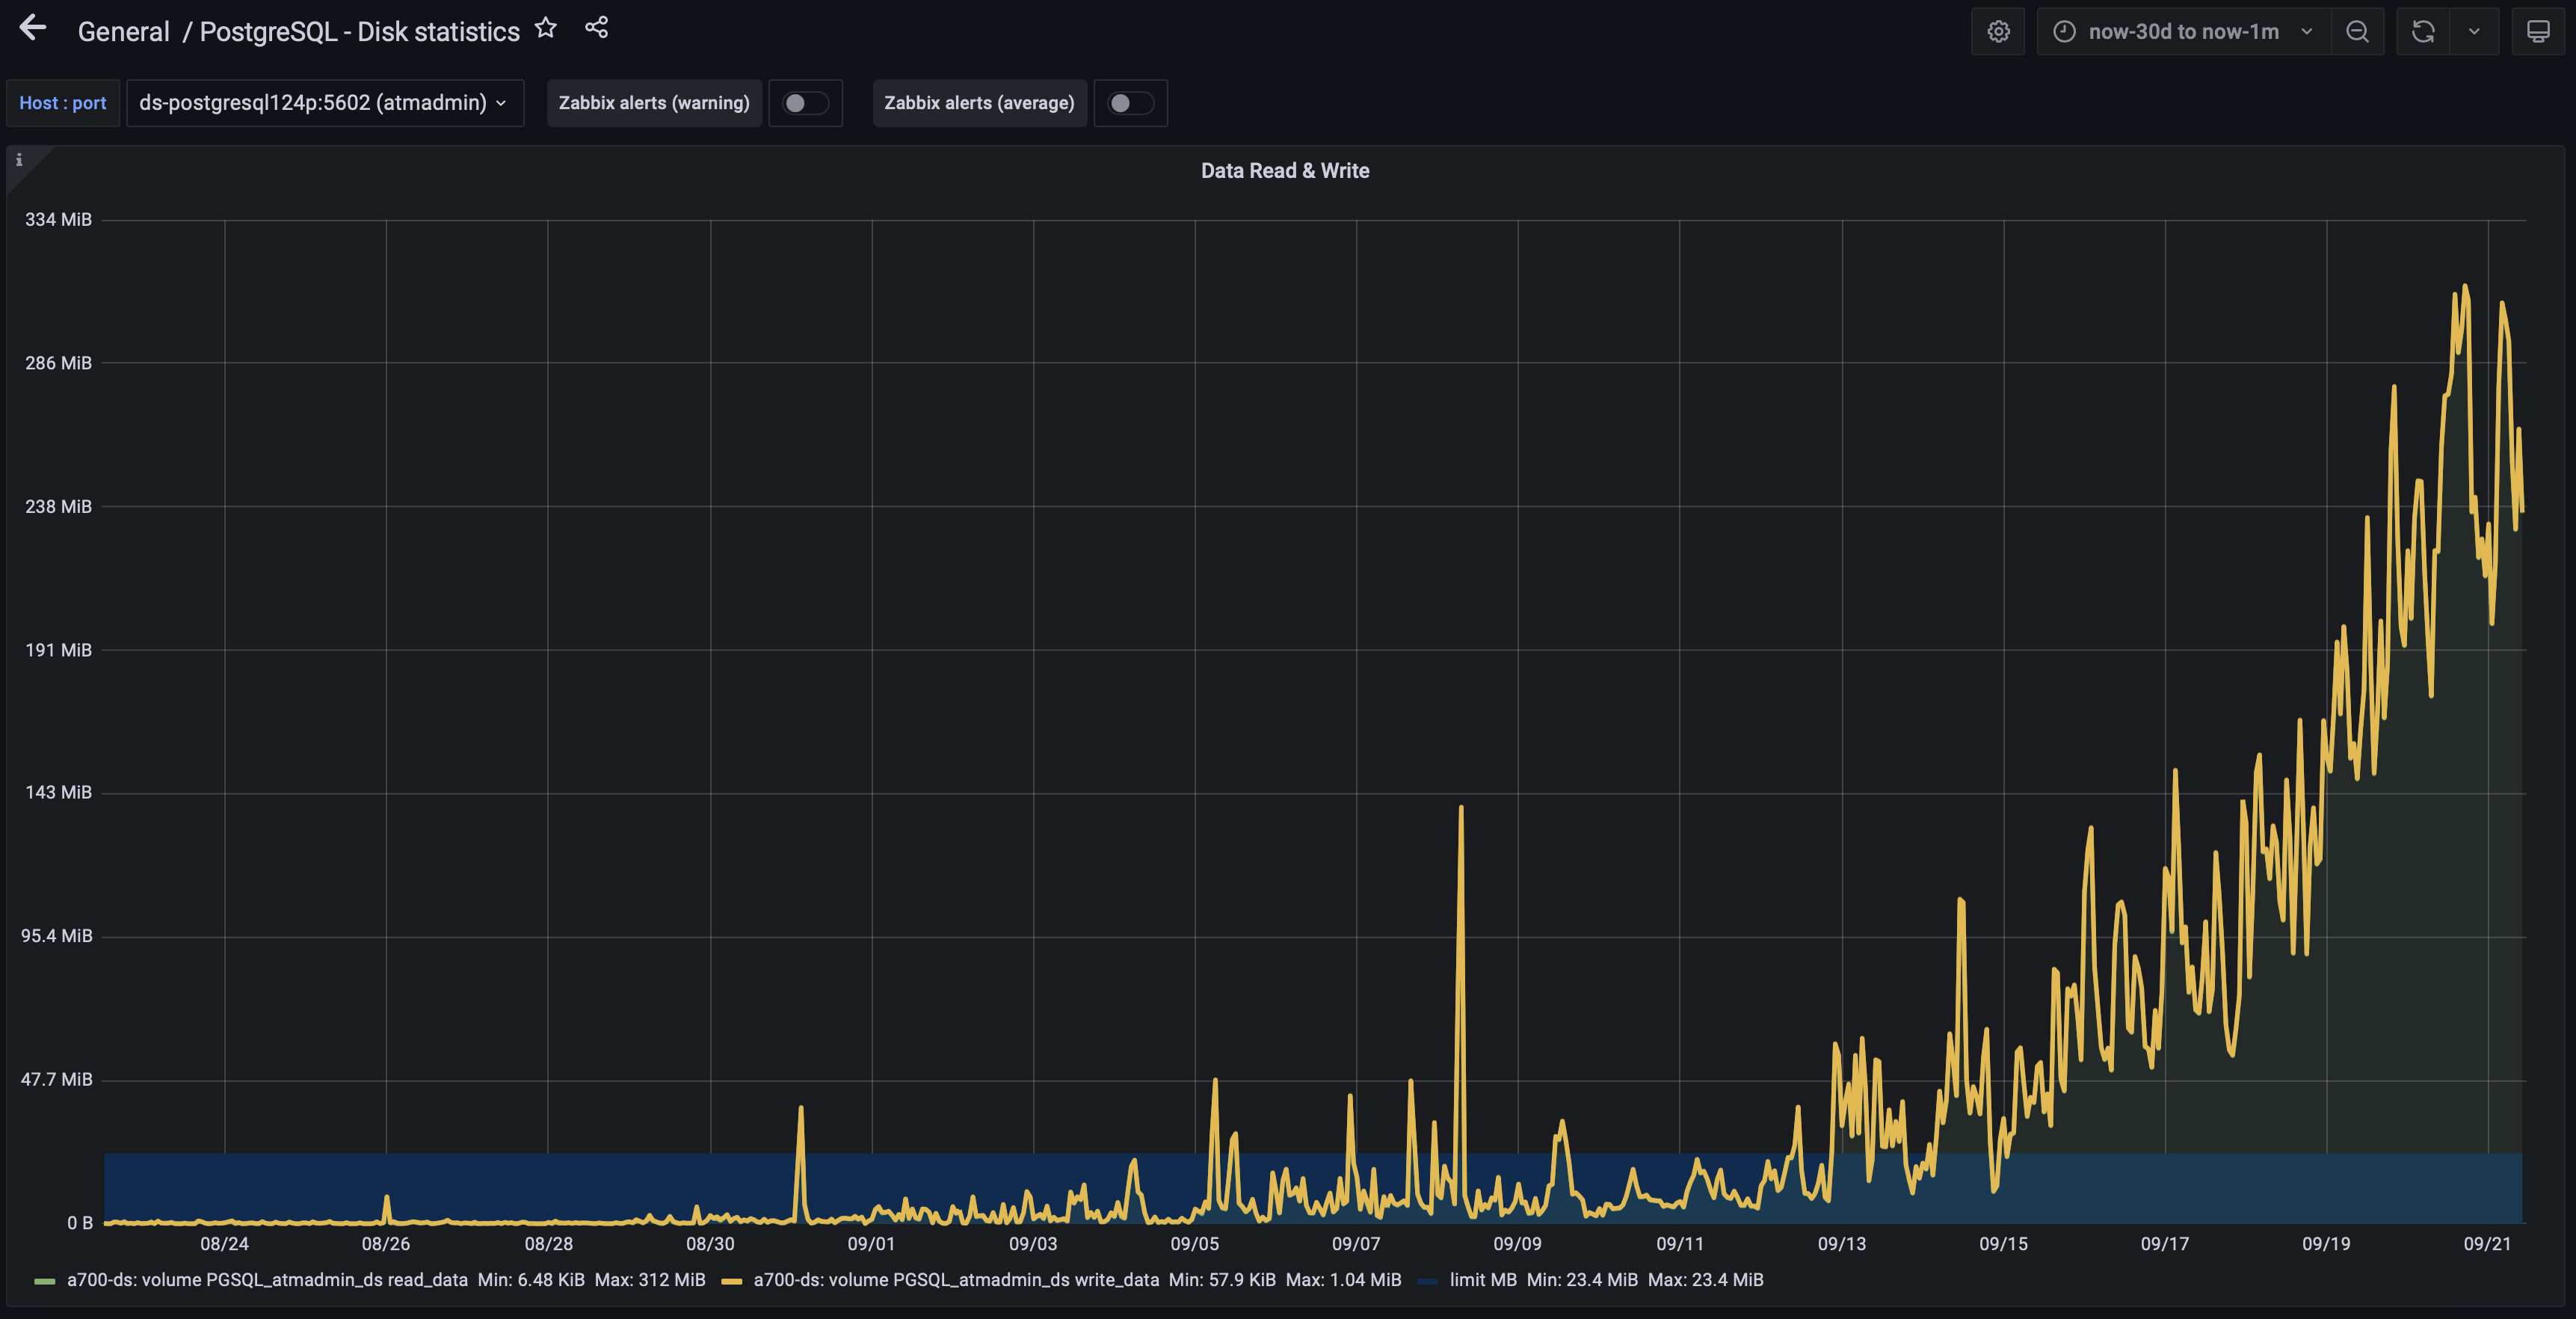 General / PostgreSQL - Disk statistics
now-30d to now-1m
Host : port
ds-postgresql124p:5602 (atmadmin)
Zabbix alerts (warning)
Zabbix alerts (average)
i
Data Read & Write
334 MiB
286 MiB
238 MiB
191 MiB
143 MiB
95.4 MiB
47.7 MiB
0 B
08/24 08/26 08/28 08/30 09/01 09/03 09/05 09/07 09/09 09/11 09/13 09/15 09/17 09/19 09/21
a700-ds: volume PGSQL_atmadmin_ds read_data Min: 6.48 KiB Max: 312 MiB a700-ds: volume PGSQL_atmadmin_ds write_data Min: 57.9 KiB Max: 1.04 MiB limit MB Min: 23.4 MiB Max: 23.4 MiB